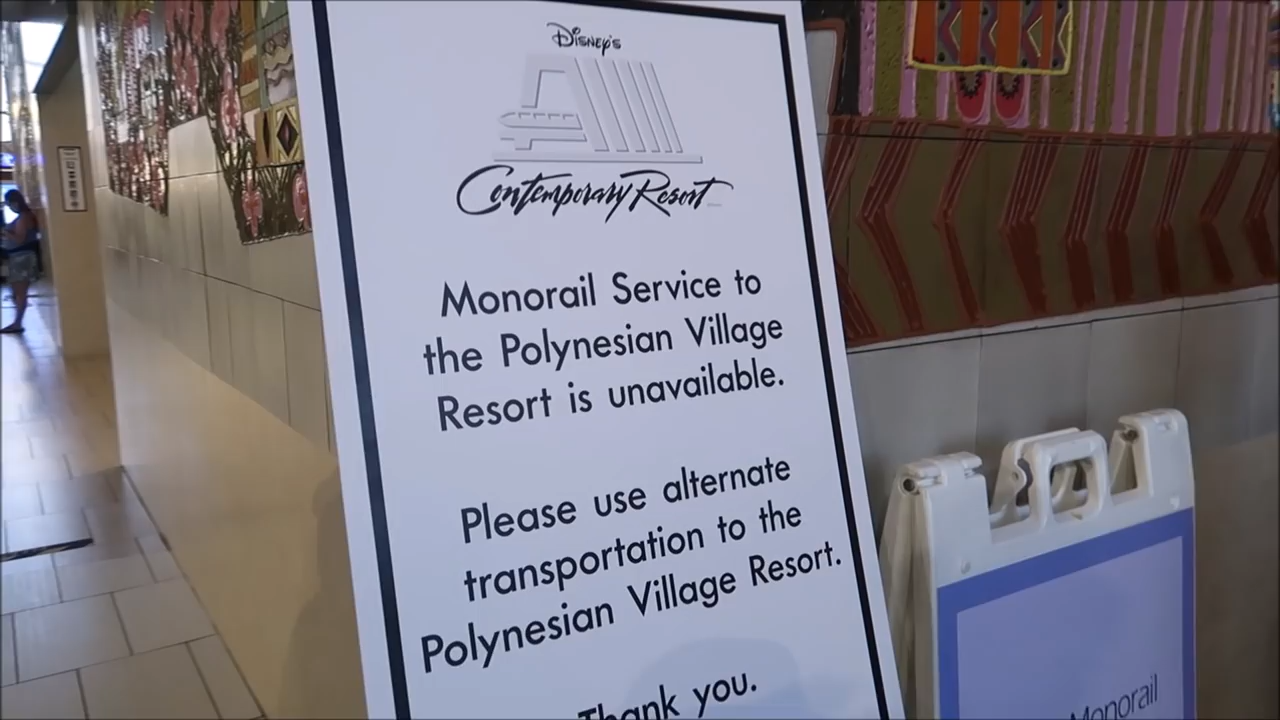 Disney's
Contemporary Resort
Monorail Service to
the Polynesian Village
Resort is unavailable.
Please use alternate
transportation to the
Polynesian Village Resort.
Thank you.
Monorail